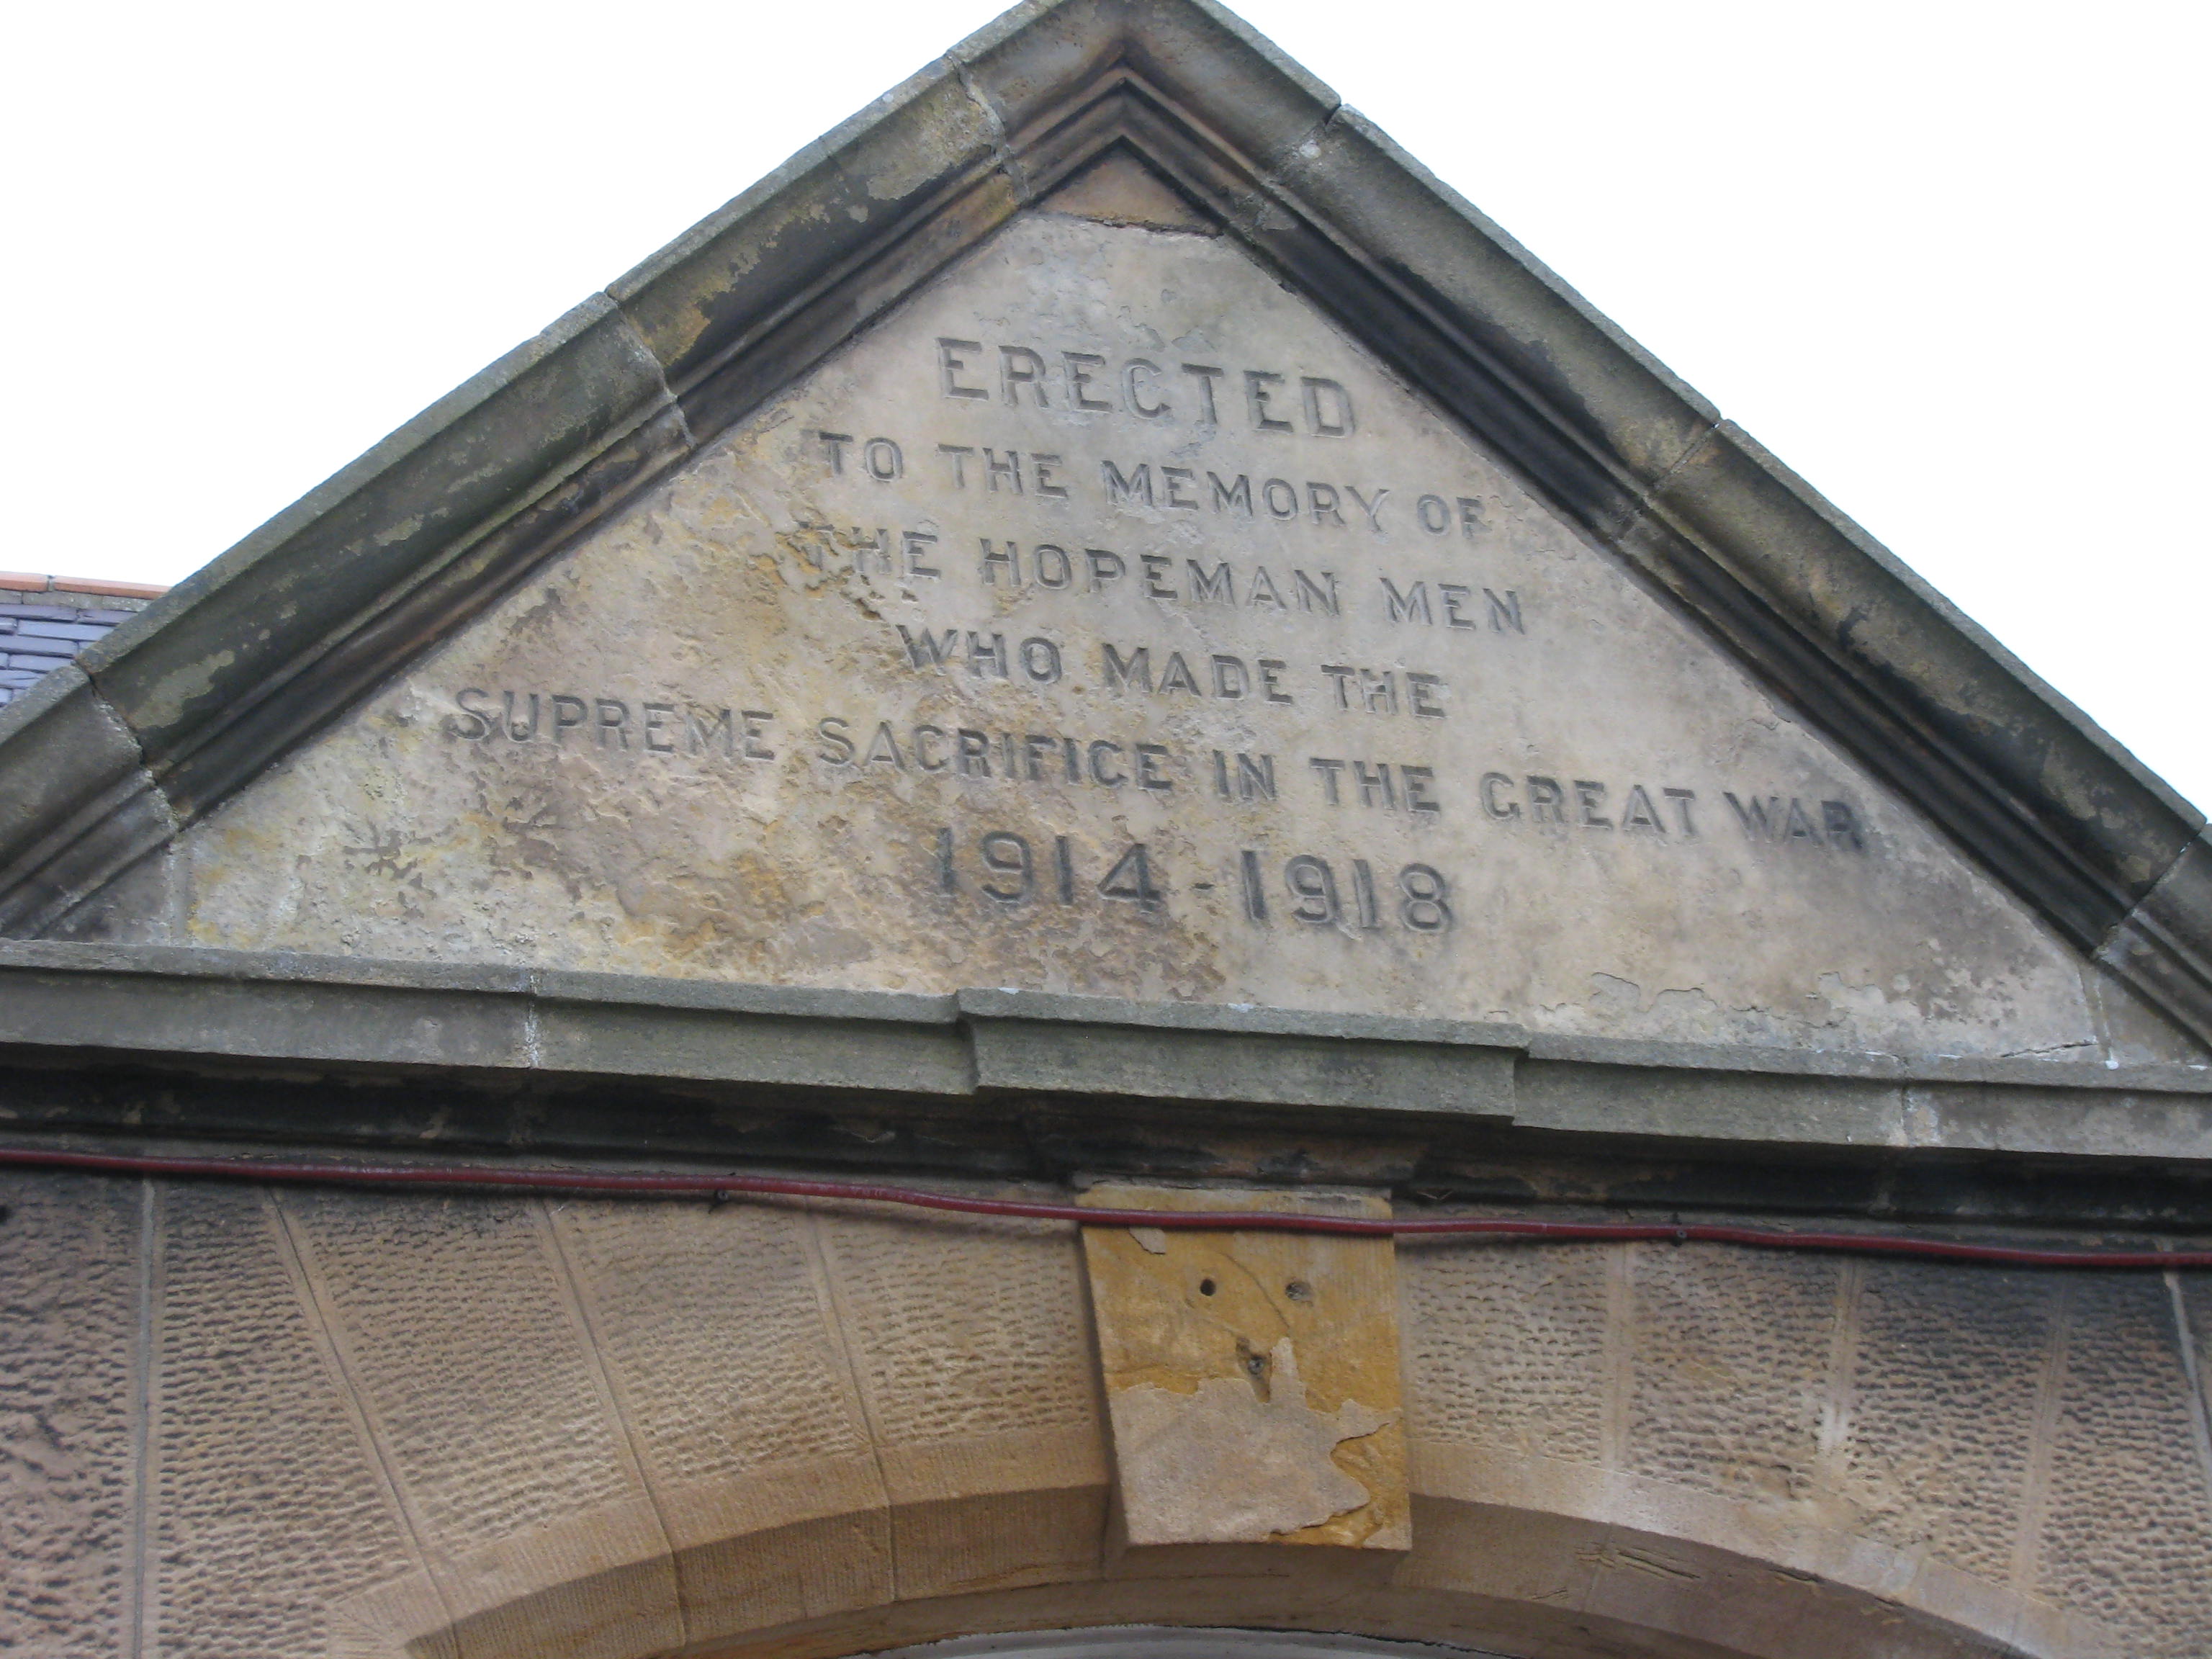 ERECTED
TO THE MEMORY OF
THE HOPEMAN MEN
WHO MADE THE
SUPREME SACRIFICE IN THE GREAT WAR
1914-1918